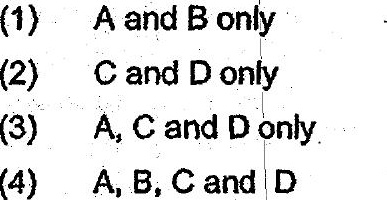 (1) A and B only
(2) C and D only
(3) A, C and D only
(4) A, B, C and D